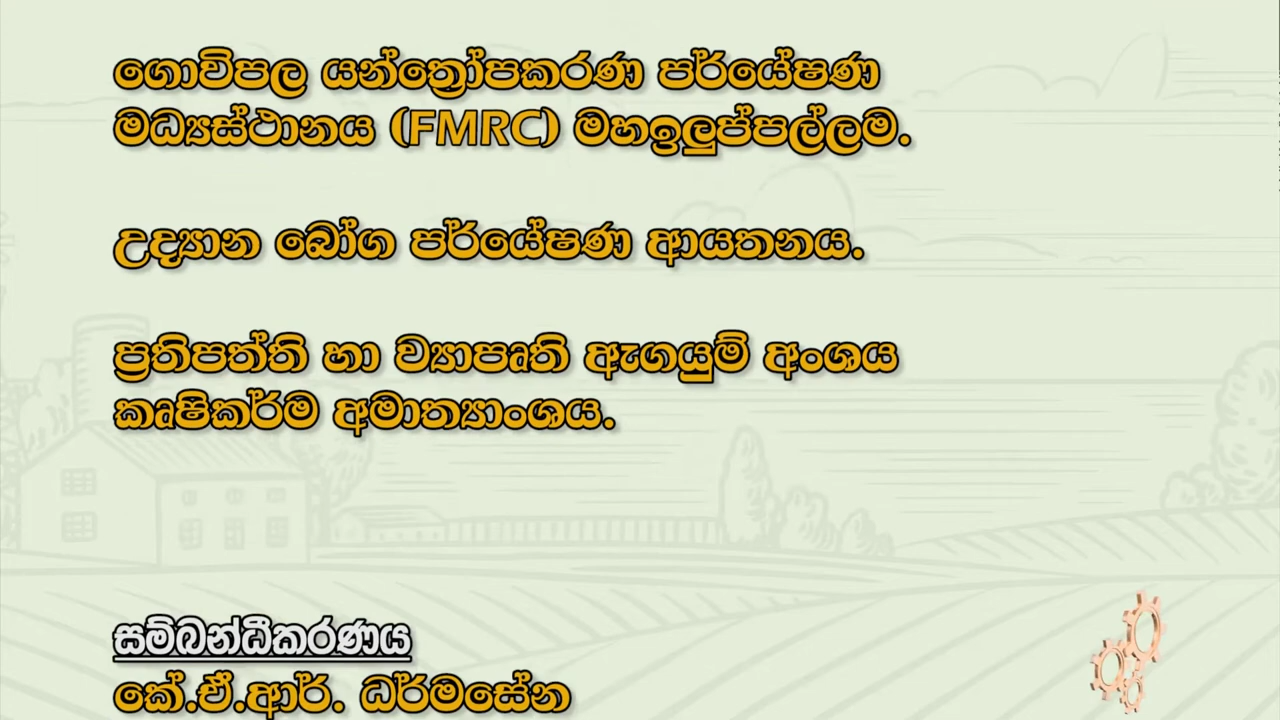 ගොවිපල යන්ත්‍රෝපකරණ පර්යේෂණ
මධ්‍යස්ථානය (FMRC) මහඉලුප්පල්ලම.
උද්‍යාන බෝග පර්යේෂණ ආයතනය.
ප්‍රතිපත්ති හා ව්‍යාපෘති ඇගයුම් අංශය
කෘෂිකර්ම අමාත්‍යාංශය.
සම්බන්ධීකරණය
කේ.ඒ.ආර්. ධර්මසේන